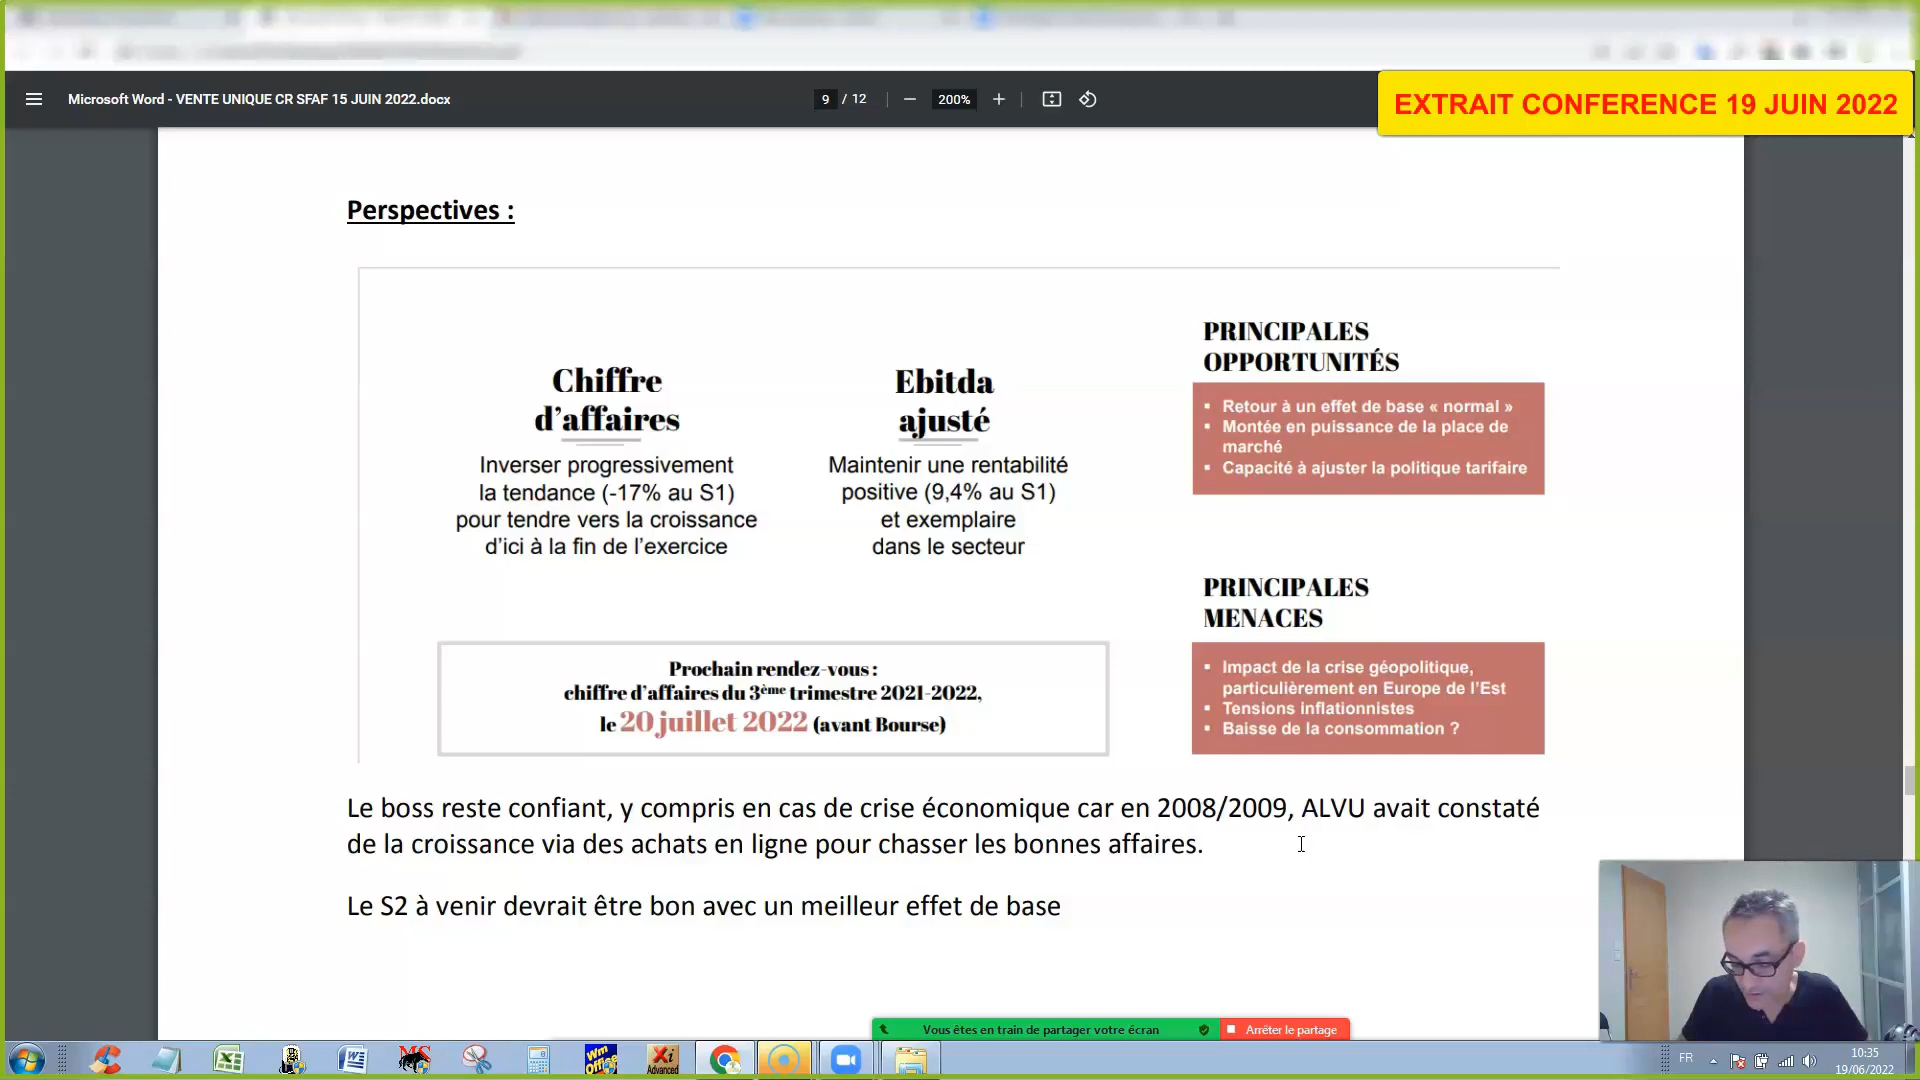 Microsoft Word - VENTE UNIQUE CR SFAF 15 JUIN 2022.docx
9 / 12
200%
EXTRAIT CONFERENCE 19 JUIN 2022
Perspectives :
Chiffre
d'affaires
Inverser progressivement
la tendance (-17% au S1)
pour tendre vers la croissance
d'ici à la fin de l'exercice
Ebitda
ajusté
Maintenir une rentabilité
positive (9,4% au S1)
et exemplaire
dans le secteur
PRINCIPALES
OPPORTUNITÉS
▪ Retour à un effet de base « normal »
▪ Montée en puissance de la place de
marché
▪ Capacité à ajuster la politique tarifaire
PRINCIPALES
MENACES
▪ Impact de la crise géopolitique,
particulièrement en Europe de l'Est
▪ Tensions inflationnistes
▪ Baisse de la consommation ?
Prochain rendez-vous :
chiffre d'affaires du 3ème trimestre 2021-2022,
le 20 juillet 2022 (avant Bourse)
Le boss reste confiant, y compris en cas de crise économique car en 2008/2009, ALVU avait constaté
de la croissance via des achats en ligne pour chasser les bonnes affaires.
Le S2 à venir devrait être bon avec un meilleur effet de base
Vous êtes en train de partager votre écran
Arrêter le partage
MS
Wm
Office
Xi
Advanced
FR
10:35
19/06/2022